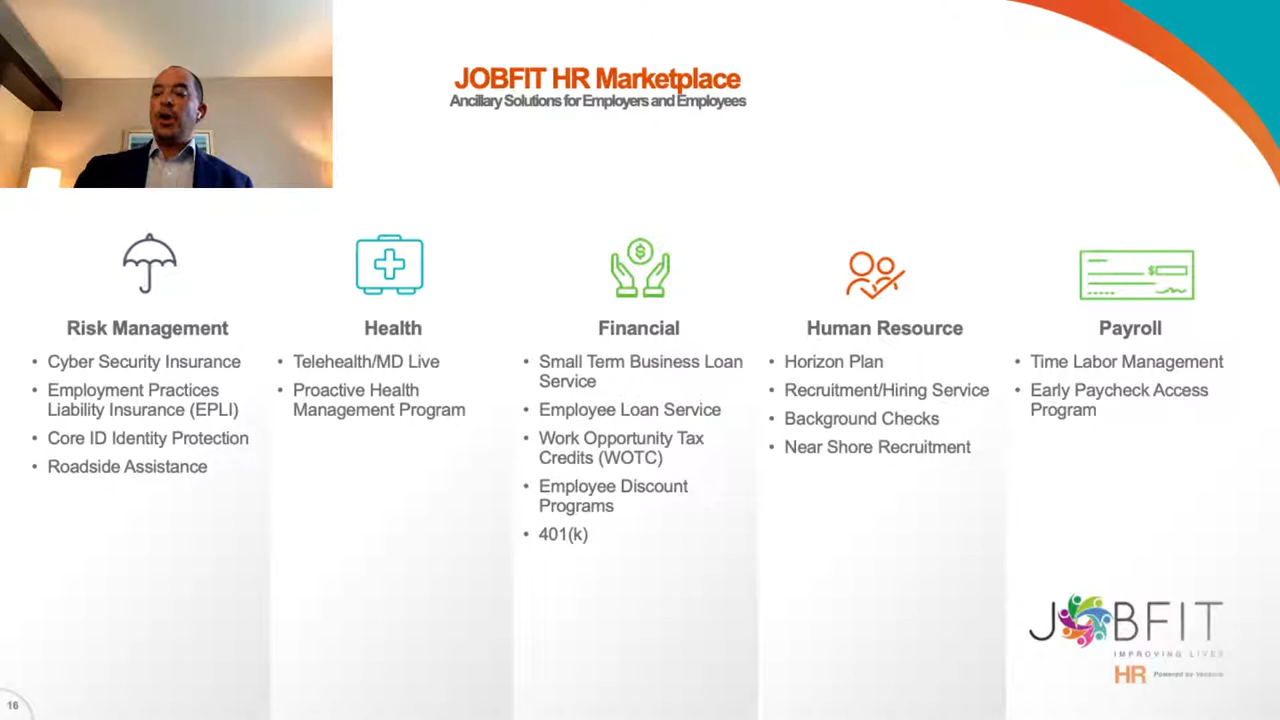 JOBFIT HR Marketplace
Ancillary Solutions for Employers and Employees
$
$
Risk Management
• Cyber Security Insurance
• Employment Practices
Liability Insurance (EPLI)
• Core ID Identity Protection
• Roadside Assistance
Health
• Telehealth/MD Live
• Proactive Health
Management Program
Financial
• Small Term Business Loan
Service
• Employee Loan Service
• Work Opportunity Tax
Credits (WOTC)
• Employee Discount
Programs
• 401(k)
Human Resource
• Horizon Plan
• Recruitment/Hiring Service
• Background Checks
• Near Shore Recruitment
Payroll
• Time Labor Management
• Early Paycheck Access
Program
JOBFIT
IMPROVING LIVES
HR Powered by
16